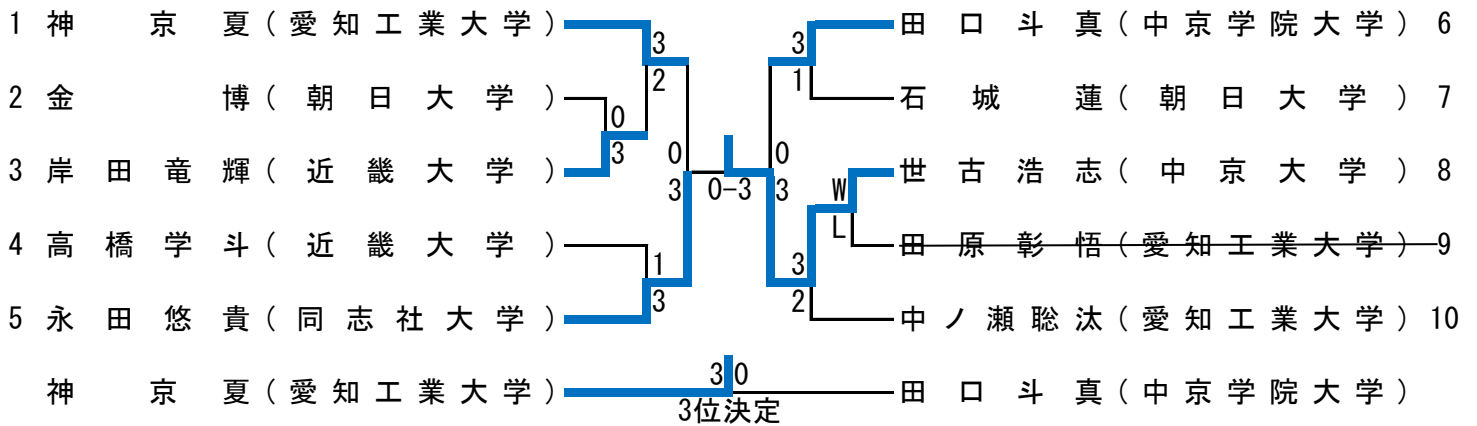 1 神京夏(愛知工業大学) 田口斗真(中京学院大学) 6
3 3
2 1
2 金博(朝日大学) 石城蓮(朝日大学) 7
0
3 0 0
3 岸田竜輝(近畿大学) 世古浩志(中京大学) 8
3 0-3 3 W
L
4 高橋学斗(近畿大学) 田原彰悟(愛知工業大学) 9
1 3
3 2
5 永田悠貴(同志社大学) 中ノ瀬聡汰(愛知工業大学) 10
3 0
神京夏(愛知工業大学) 田口斗真(中京学院大学)
3位決定